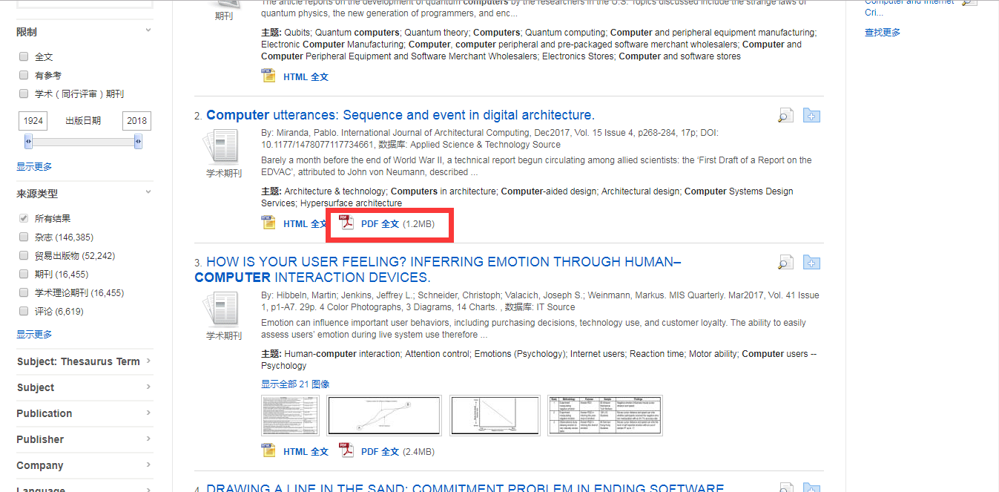 限制
全文
有参考
学术（同行评审）期刊
1924 出版日期 2018
显示更多
来源类型
所有结果
杂志 (146,385)
贸易出版物 (52,242)
期刊 (16,455)
学术理论期刊 (16,455)
评论 (6,619)
显示更多
Subject: Thesaurus Term
Subject
Publication
Publisher
Company
Language
期刊
The article reports on the development of quantum computers by the researchers in the U.S. Topics discussed include the strange laws of
quantum physics, the new generation of programmers, and enc...
主题: Qubits; Quantum computers; Quantum theory; Computers; Quantum computing; Computer and peripheral equipment manufacturing;
Electronic Computer Manufacturing; Computer, computer peripheral and pre-packaged software merchant wholesalers; Computer and
Computer Peripheral Equipment and Software Merchant Wholesalers; Electronics Stores; Computer and software stores
HTML 全文
2. Computer utterances: Sequence and event in digital architecture.
学术期刊
By: Miranda, Pablo. International Journal of Architectural Computing, Dec2017, Vol. 15 Issue 4, p268-284, 17p; DOI:
10.1177/1478077117734661, 数据库: Applied Science & Technology Source
Barely a month before the end of World War II, a technical report begun circulating among allied scientists: the ‘First Draft of a Report on the
EDVAC’, attributed to John von Neumann, described ...
主题: Architecture & technology; Computers in architecture; Computer-aided design; Architectural design; Computer Systems Design
Services; Hypersurface architecture
HTML 全文 PDF 全文 (1.2MB)
3. HOW IS YOUR USER FEELING? INFERRING EMOTION THROUGH HUMAN–
COMPUTER INTERACTION DEVICES.
学术期刊
By: Hibbeln, Martin; Jenkins, Jeffrey L.; Schneider, Christoph; Valacich, Joseph S.; Weinmann, Markus. MIS Quarterly. Mar2017, Vol. 41 Issue
1, p1-A7. 29p. 4 Color Photographs, 3 Diagrams, 14 Charts. , 数据库: IT Source
Emotion can influence important user behaviors, including purchasing decisions, technology use, and customer loyalty. The ability to easily
assess users’ emotion during live system use therefore ...
主题: Human-computer interaction; Attention control; Emotions (Psychology); Internet users; Reaction time; Motor ability; Computer users --
Psychology
显示全部 21 图像
HTML 全文 PDF 全文 (2.4MB)
4. DRAWING A LINE IN THE SAND: COMMITMENT PROBLEM IN ENDING SOFTWARE
Computer and Internet
Cri...
查找更多